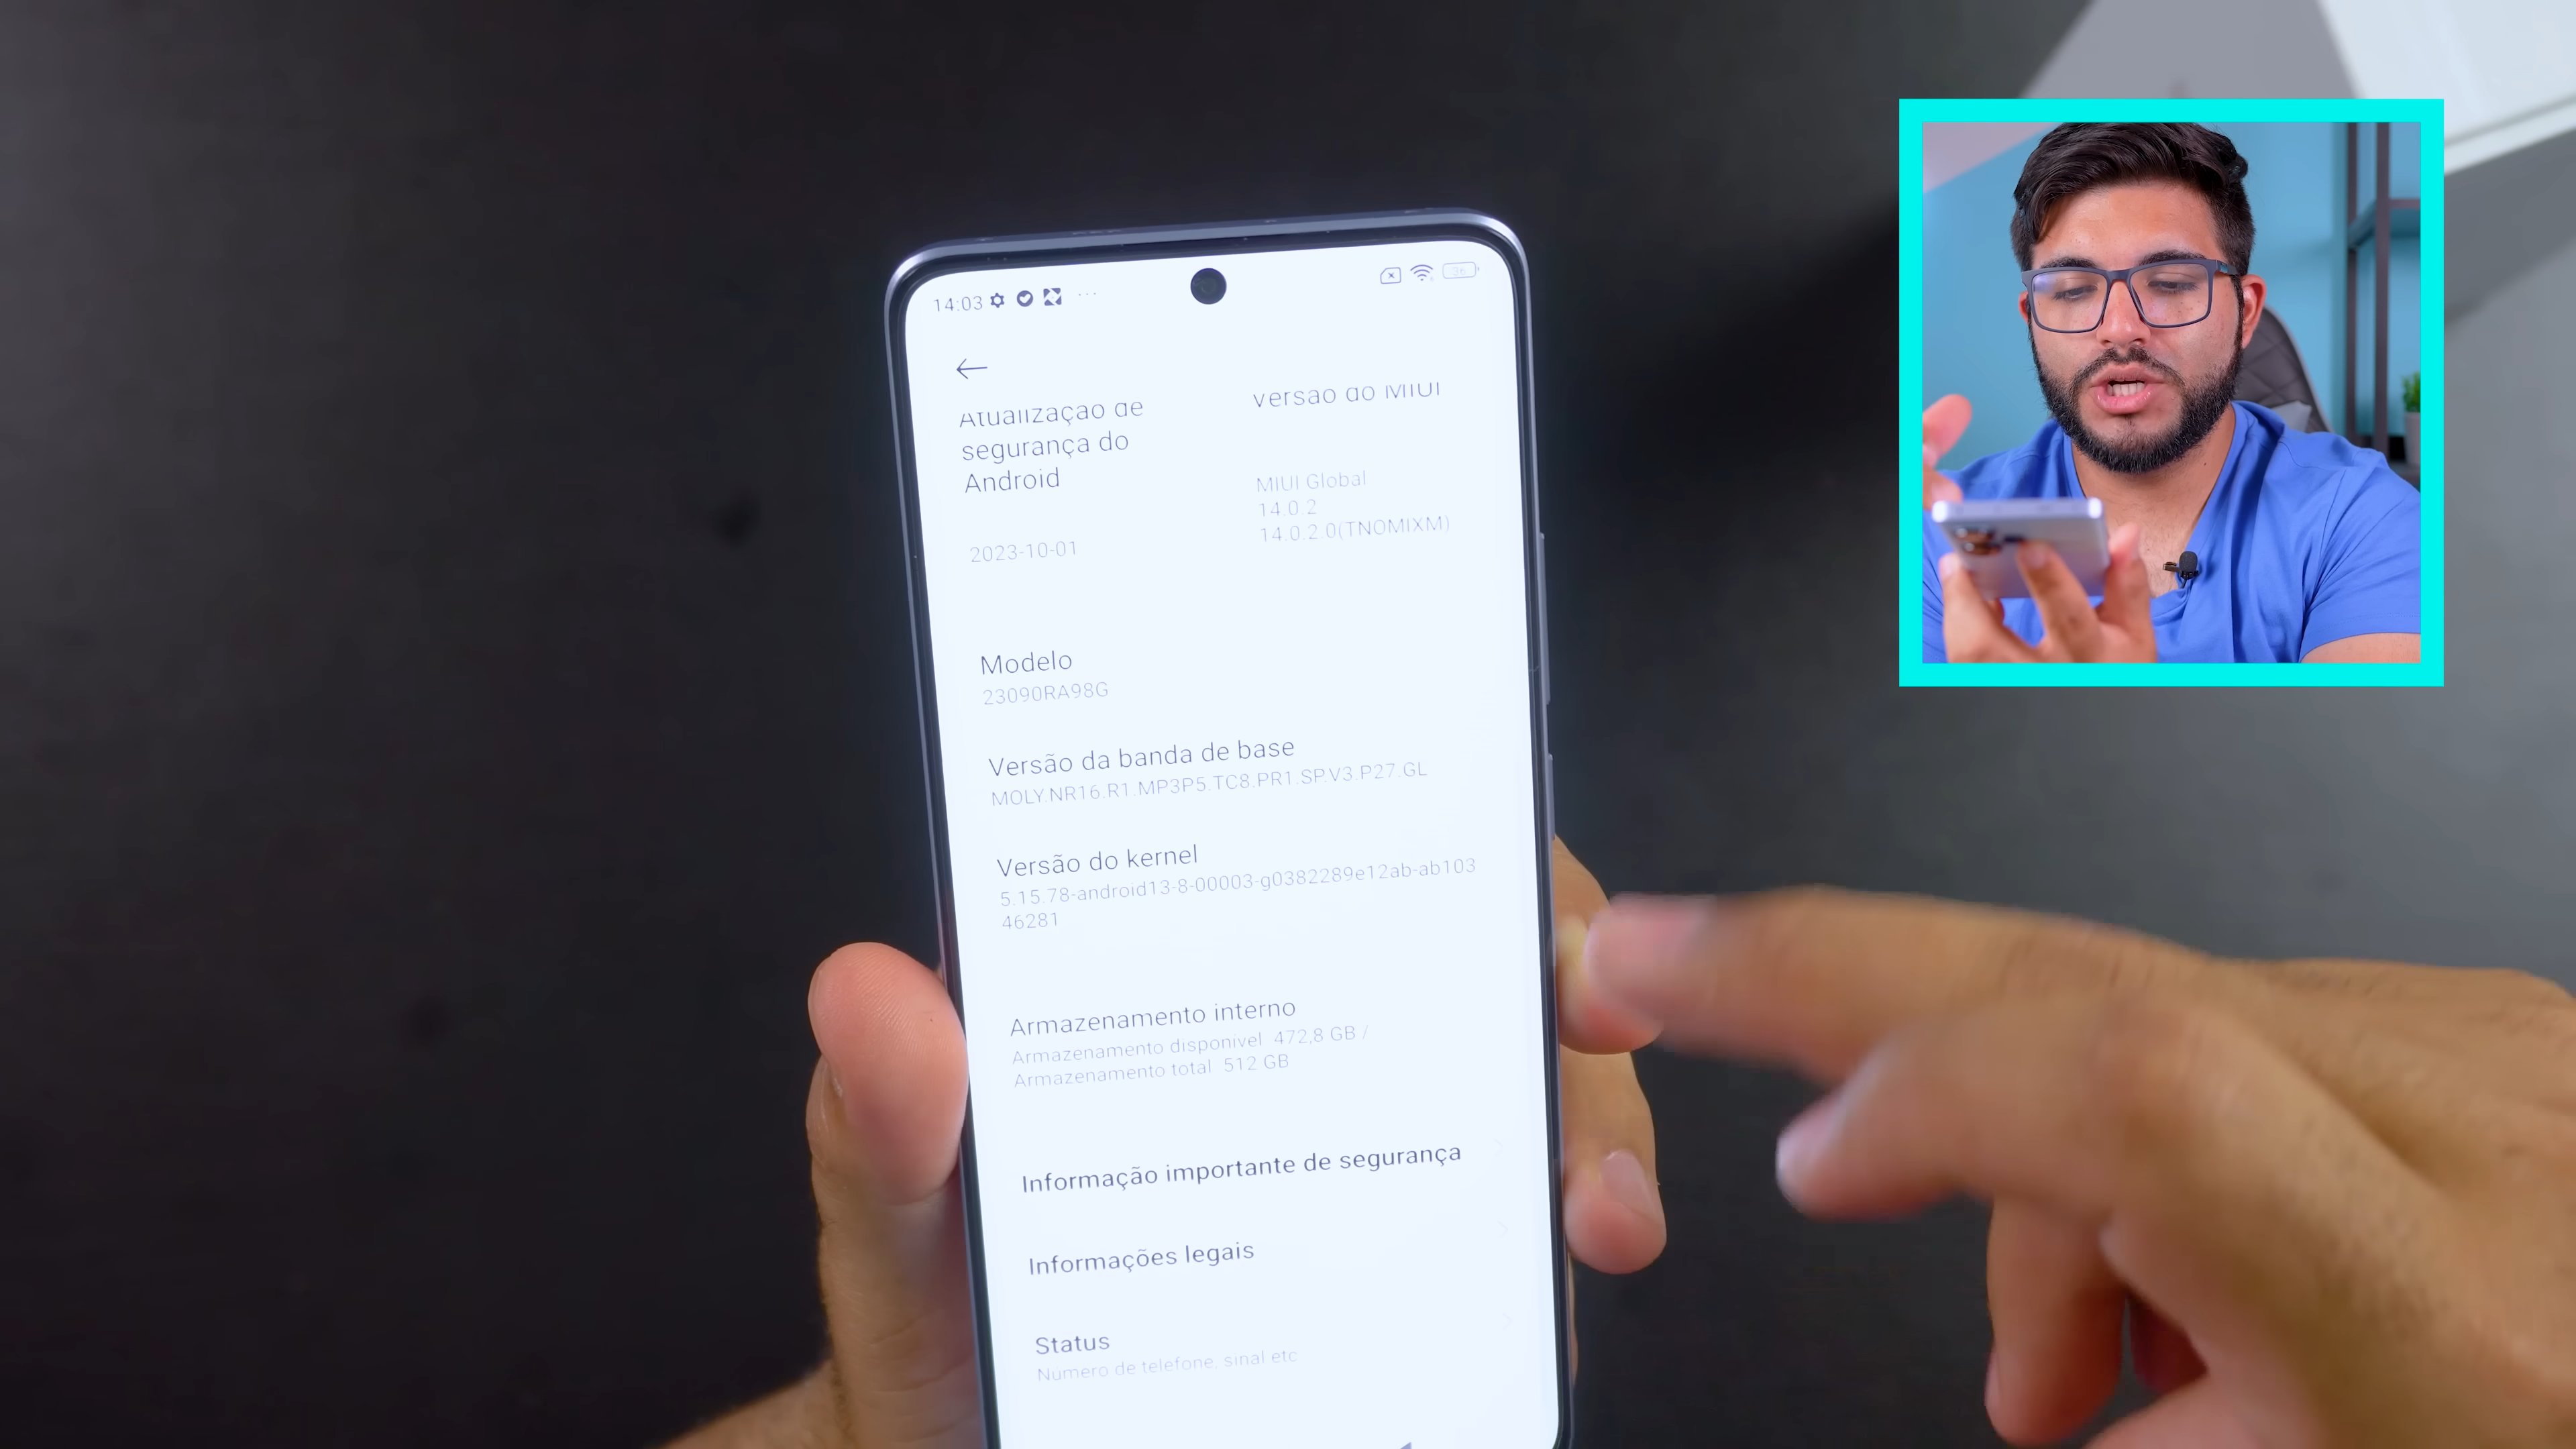 14:03
36
Atualização de
segurança do
Android
2023-10-01
Versão do MIUI
MIUI Global
14.0.2
14.0.2.0(TNOMIXM)
Modelo
23090RA98G
Versão da banda de base
MOLY.NR16.R1.MP3P5.TC8.PR1.SP.V3.P27.GL
Versão do kernel
5.15.78-android13-8-00003-g0382289e12ab-ab103
46281
Armazenamento interno
Armazenamento disponível 472,8 GB /
Armazenamento total 512 GB
Informação importante de segurança
Informações legais
Status
Número de telefone, sinal etc